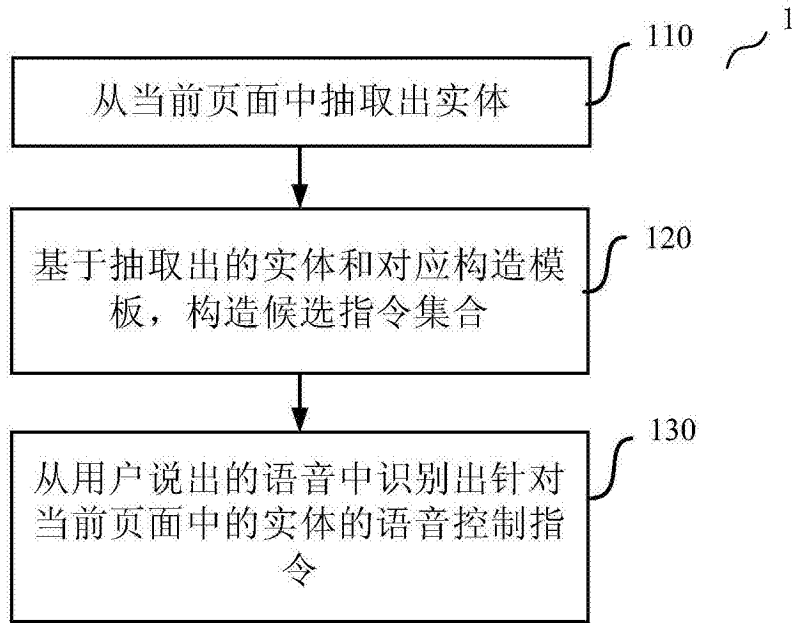 1
110
从当前页面中抽取出实体
120
基于抽取出的实体和对应构造模
板，构造候选指令集合
130
从用户说出的语音中识别出针对
当前页面中的实体的语音控制指
令